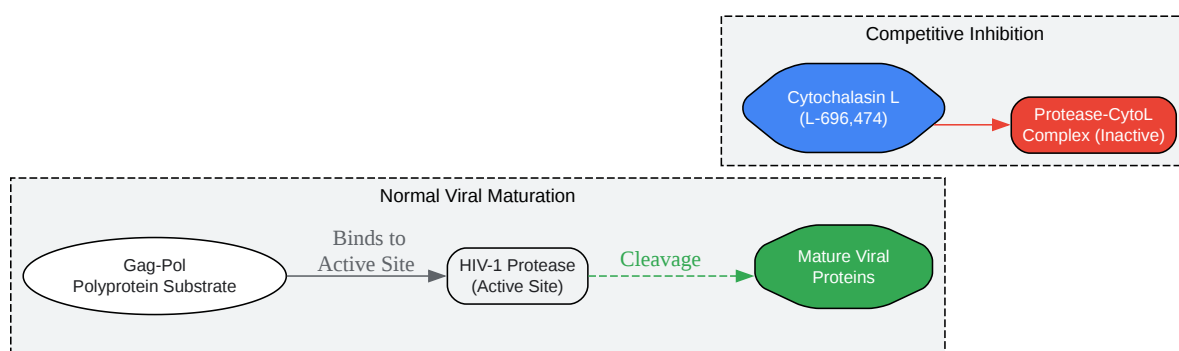 Competitive Inhibition
Cytochalasin L
(L-696,474)
Protease-CytoL
Complex (Inactive)
Normal Viral Maturation
Gag-Pol
Polyprotein Substrate
Binds to
Active Site
HIV-1 Protease
(Active Site)
Cleavage
Mature Viral
Proteins